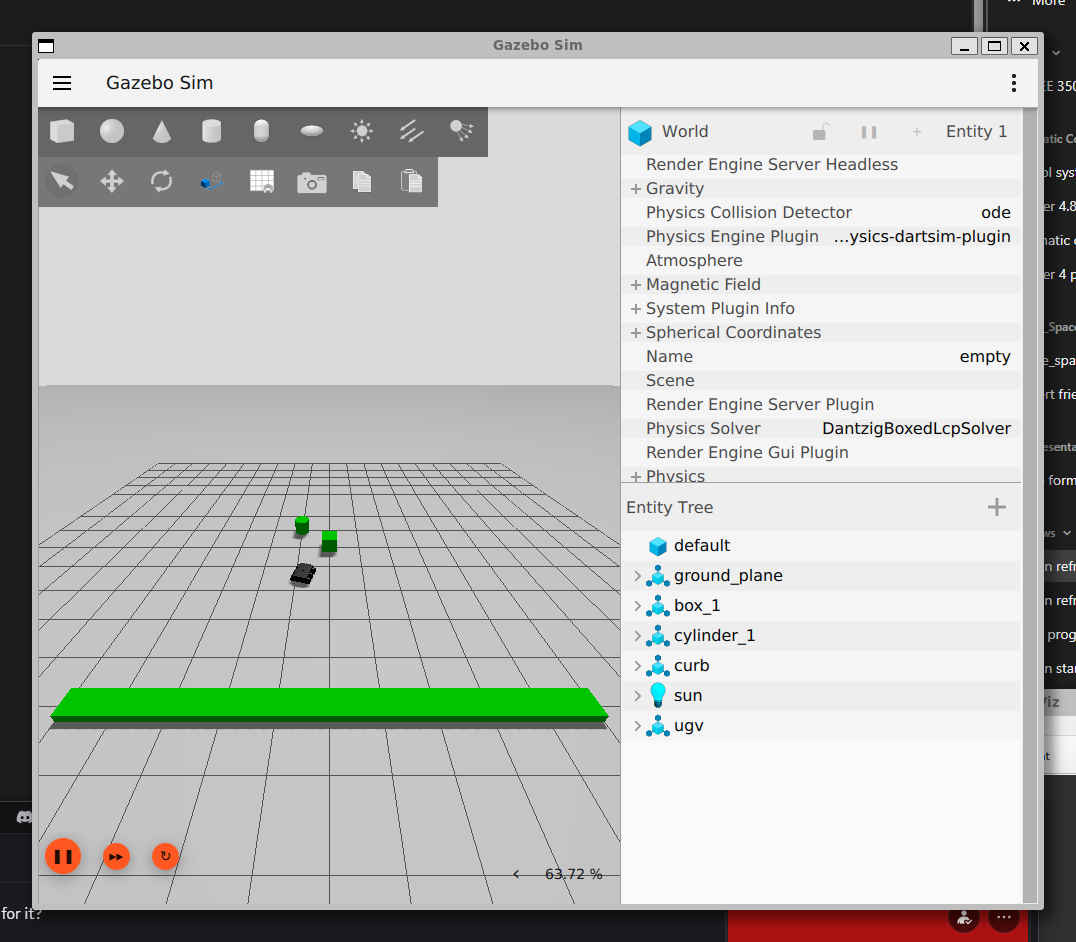 More
Gazebo Sim
Gazebo Sim
World
Entity 1
Render Engine Server Headless
Gravity
Physics Collision Detector ode
Physics Engine Plugin ...ysics-dartsim-plugin
Atmosphere
Magnetic Field
System Plugin Info
Spherical Coordinates
Name empty
Scene
Render Engine Server Plugin
Physics Solver DantzigBoxedLcpSolver
Render Engine Gui Plugin
Physics
Entity Tree
default
ground_plane
box_1
cylinder_1
curb
sun
ugv
63.72 %
for it?